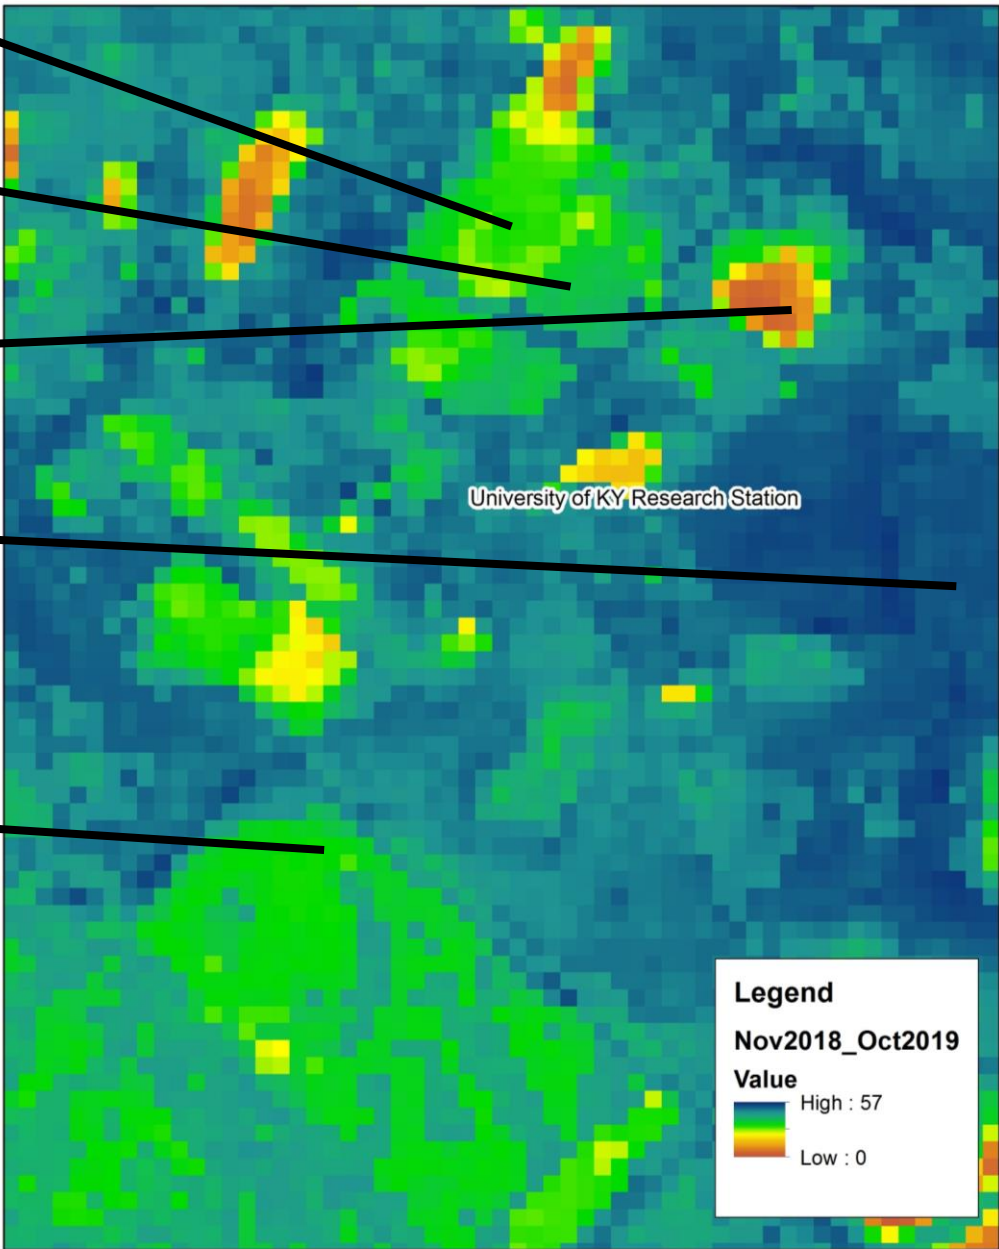 University of KY Research Station
Legend
Nov2018_Oct2019
Value
High : 57
Low : 0